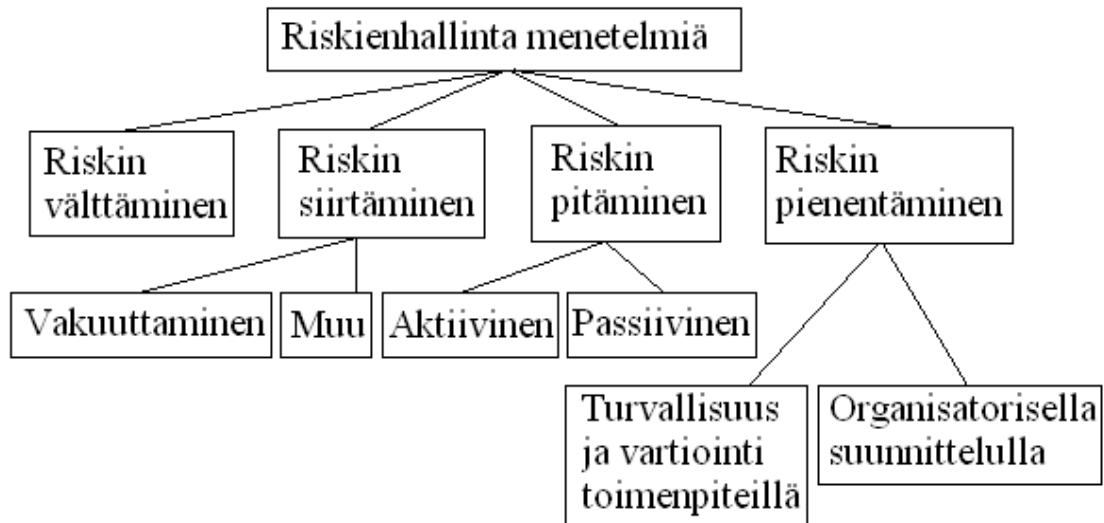 Riskienhallinta menetelmiä
Riskin
välttäminen
Riskin
siirtäminen
Riskin
pitäminen
Riskin
pienentäminen
Vakuuttaminen
Muu
Aktiivinen
Passiivinen
Turvallisuus
ja vartiointi
toimenpiteillä
Organisatorisella
suunnittelulla